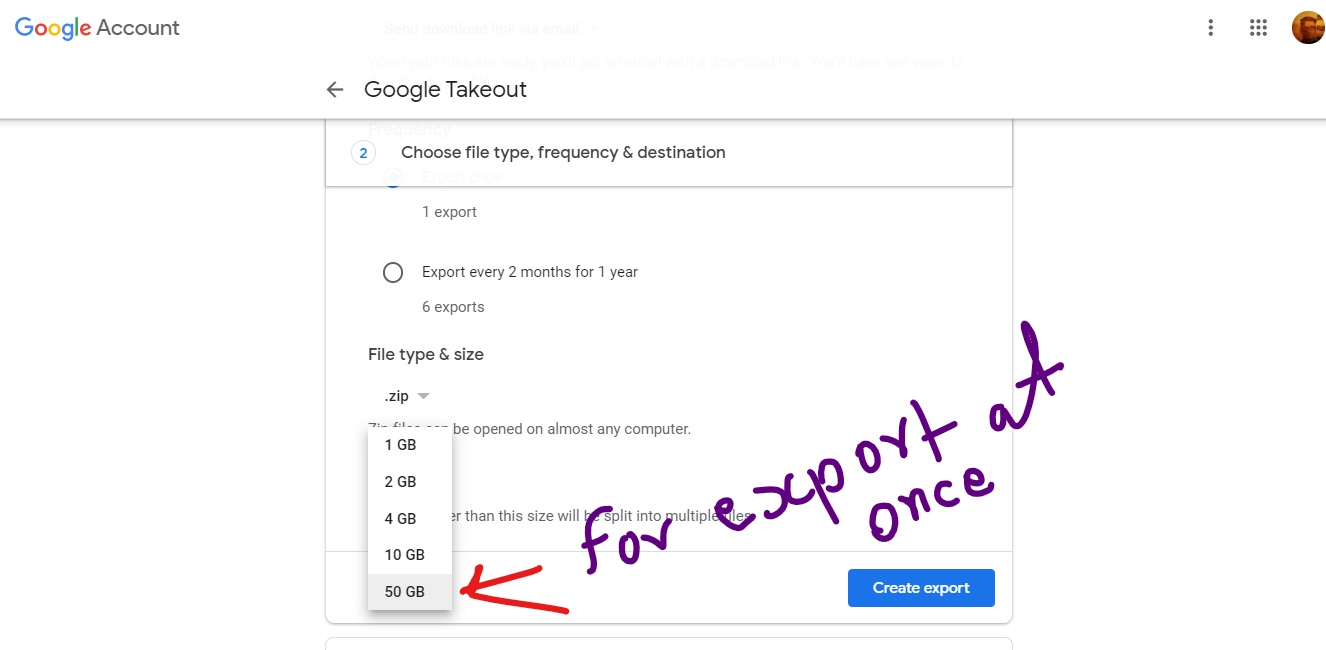 Google Account
Send download link via email
When your files are ready, you'll get an email with a download link. You'll have one week to
Google Takeout
Frequency
2 Choose file type, frequency & destination
Export once
1 export
Export every 2 months for 1 year
6 exports
File type & size
.zip
Zip files can be opened on almost any computer.
1 GB
2 GB
4 GB
er than this size will be split into multiple files.
10 GB
50 GB
for export at
once
Create export